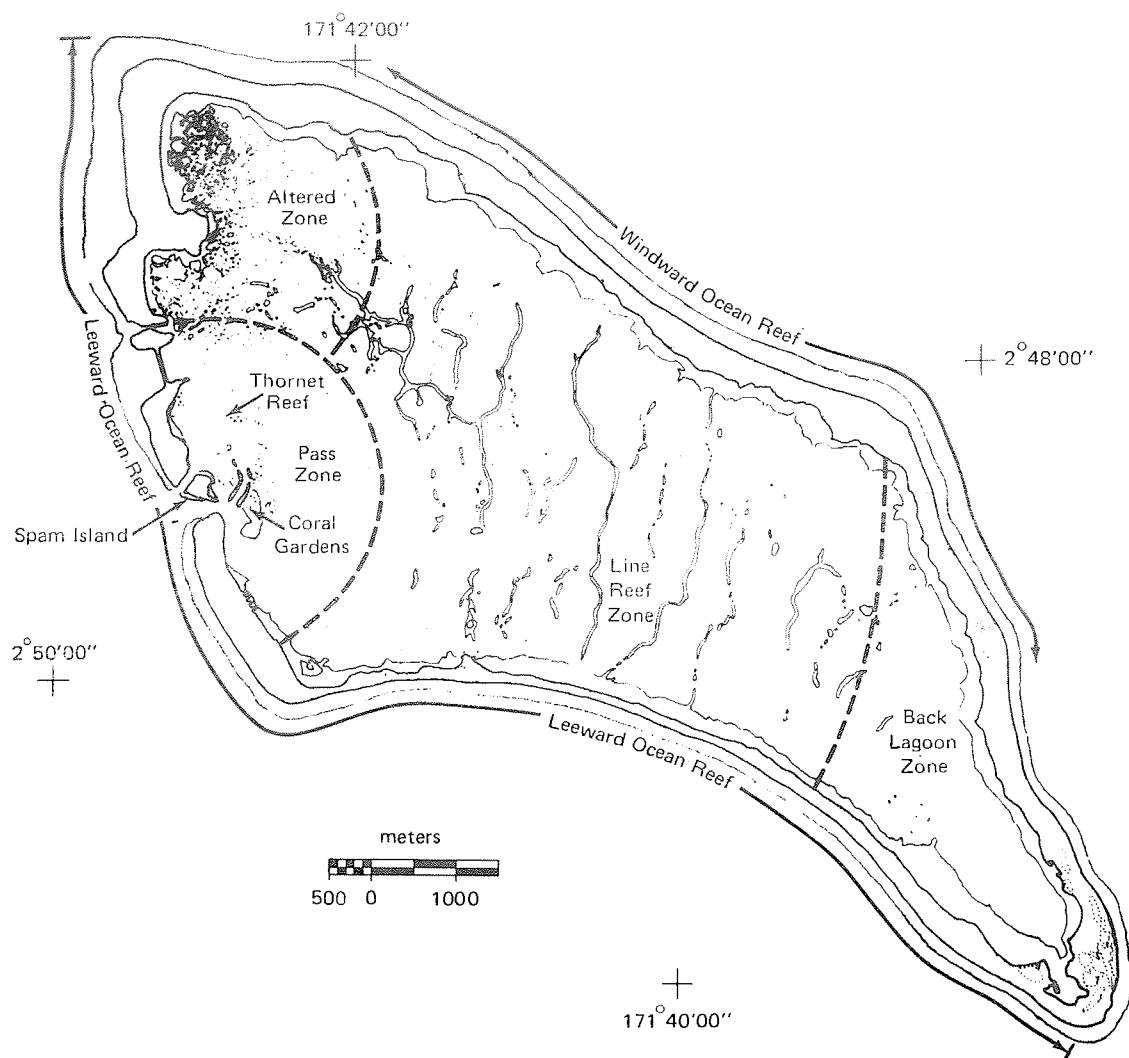 171°42'00"
Altered
Zone
Windward Ocean Reef
2°48'00"
Leeward Ocean Reef
Thornet
Reef
Pass
Zone
Spam Island
Coral
Gardens
Line
Reef
Zone
2°50'00"
Back
Lagoon
Zone
Leeward Ocean Reef
meters
500 0 1000
171°40'00"